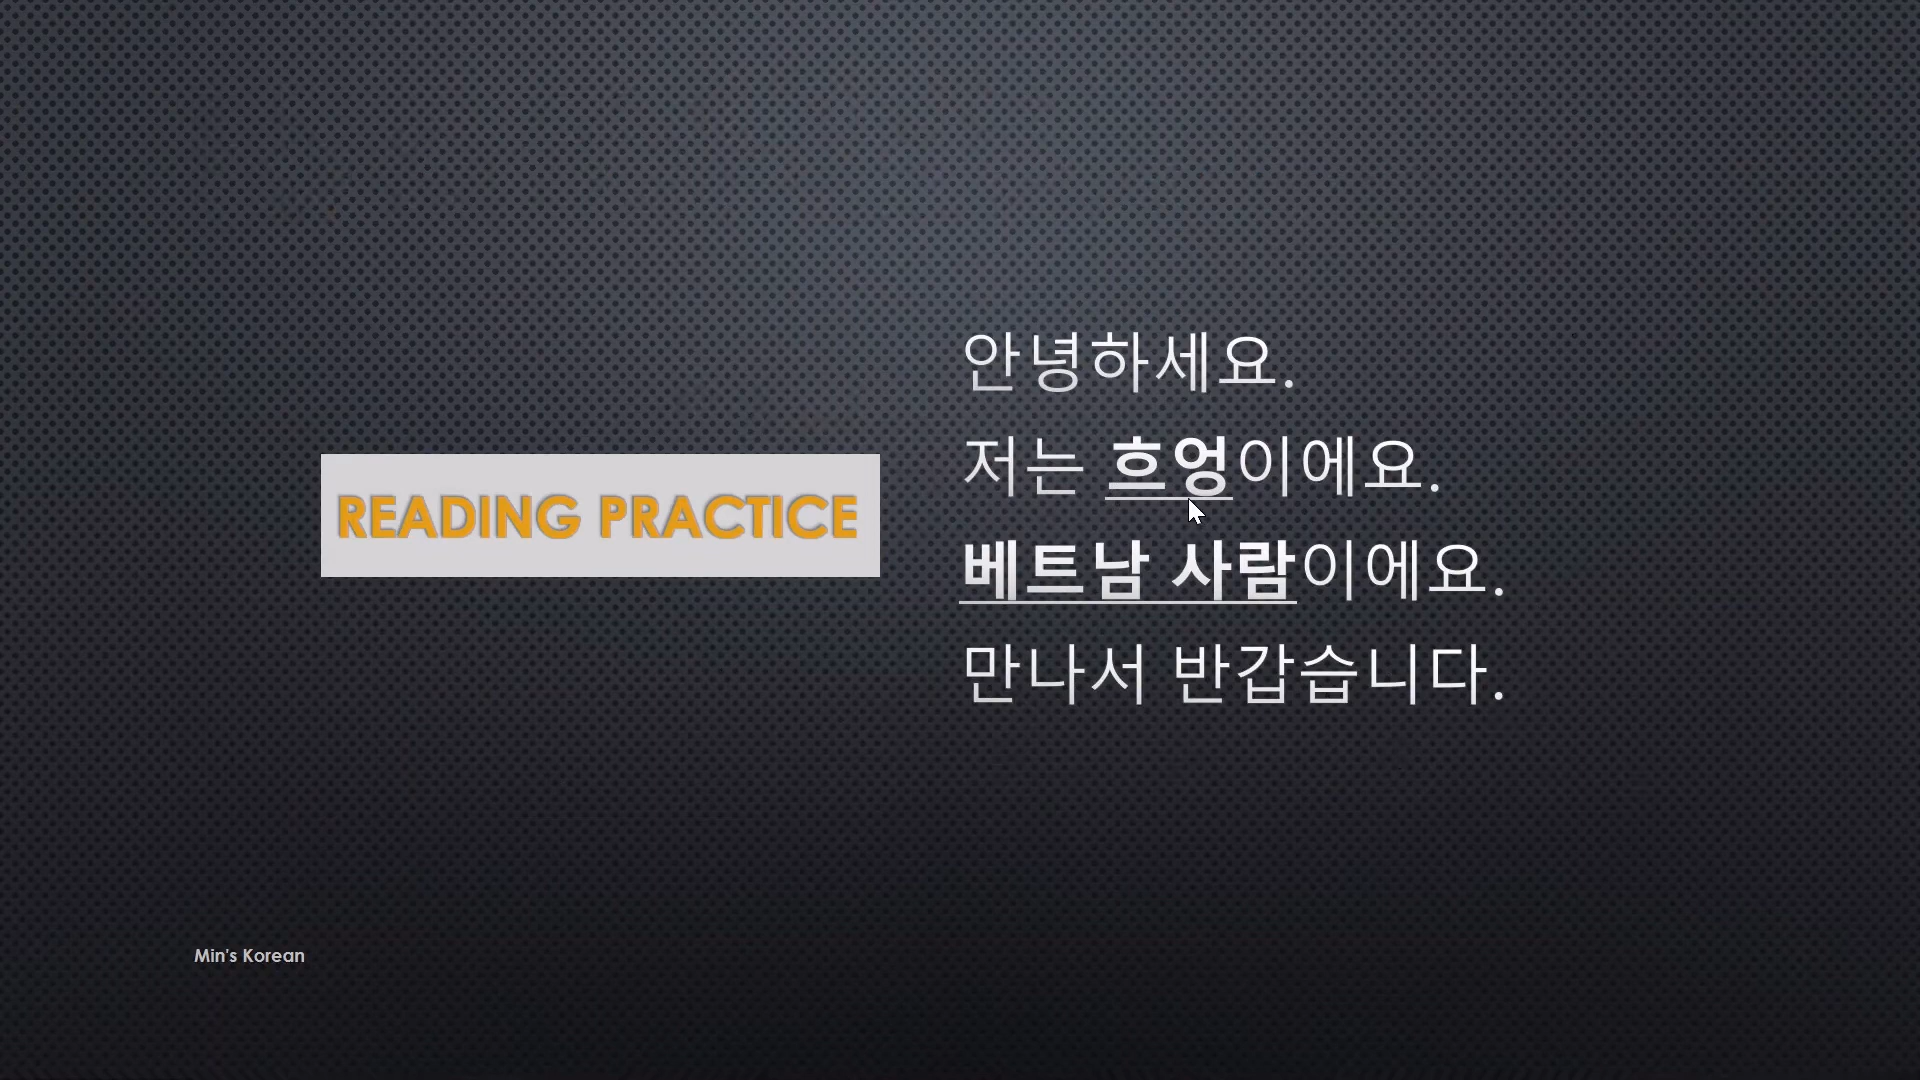 READING PRACTICE
안녕하세요.
저는 흐엉이에요.
베트남 사람이에요.
만나서 반갑습니다.
Min's Korean